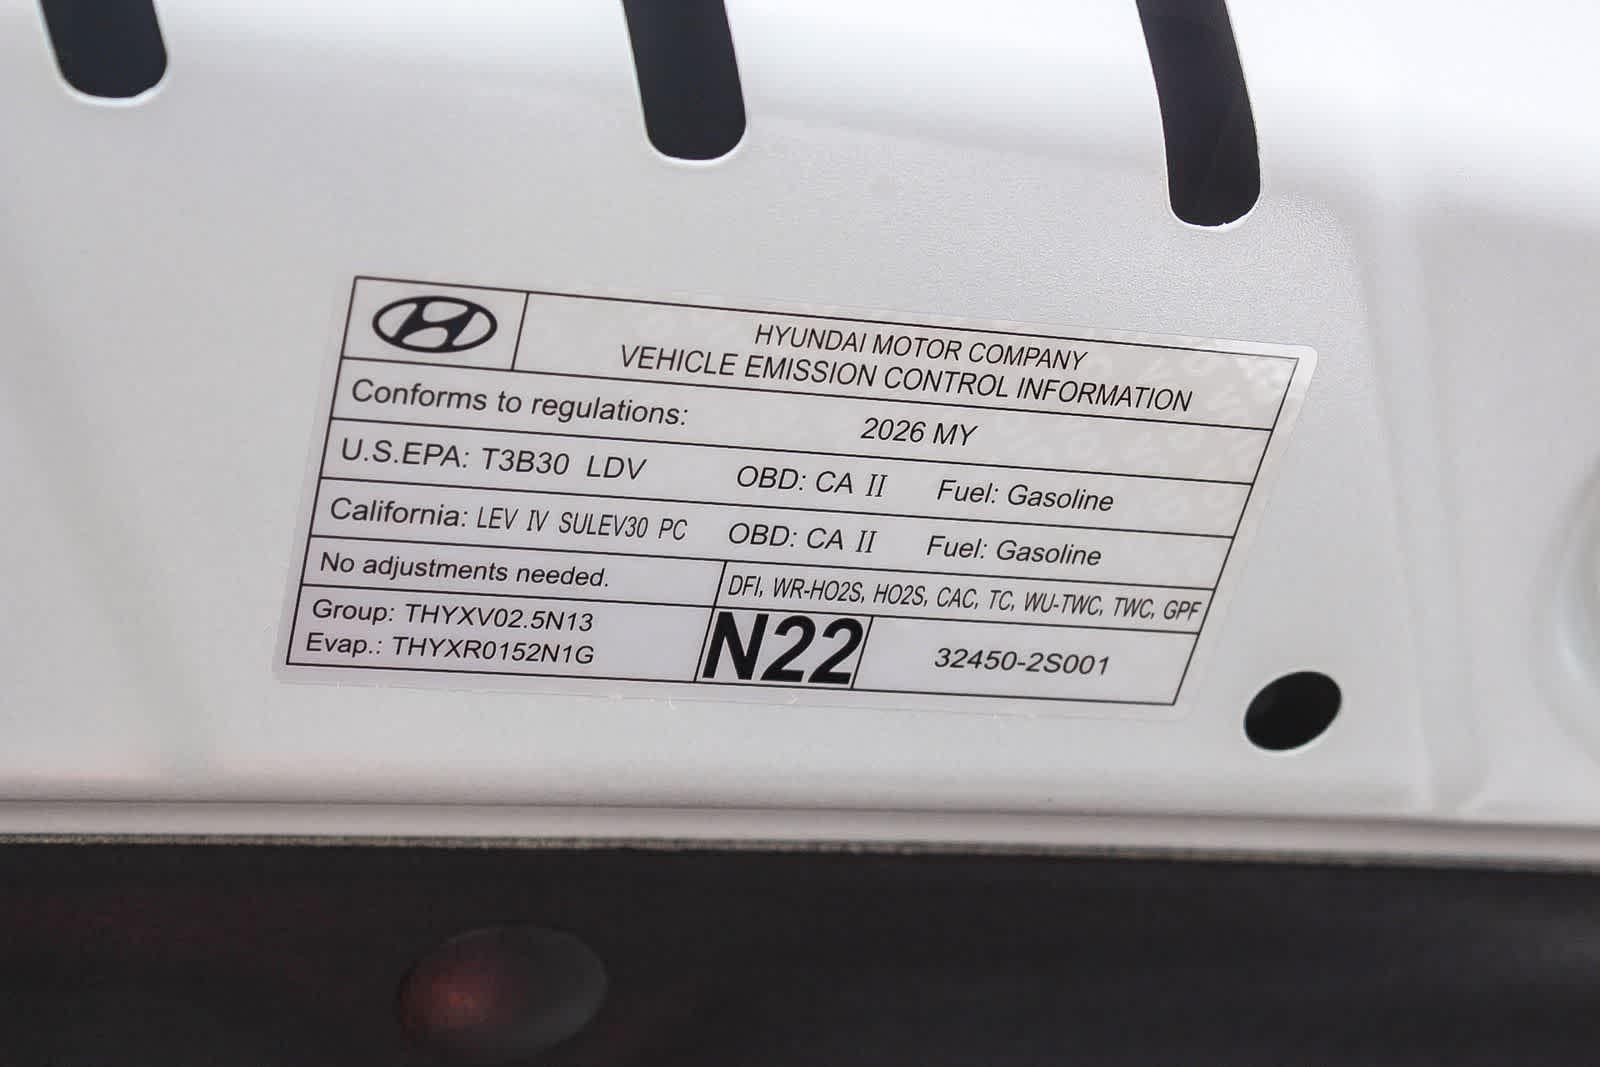 HYUNDAI MOTOR COMPANY
VEHICLE EMISSION CONTROL INFORMATION
Conforms to regulations: 2026 MY
U.S.EPA: T3B30 LDV OBD: CA II Fuel: Gasoline
California: LEV IV SULEV30 PC OBD: CA II Fuel: Gasoline
No adjustments needed. DFI, WR-HO2S, HO2S, CAC, TC, WU-TWC, TWC, GPF
Group: THYXV02.5N13
Evap.: THYXR0152N1G
N22
32450-2S001